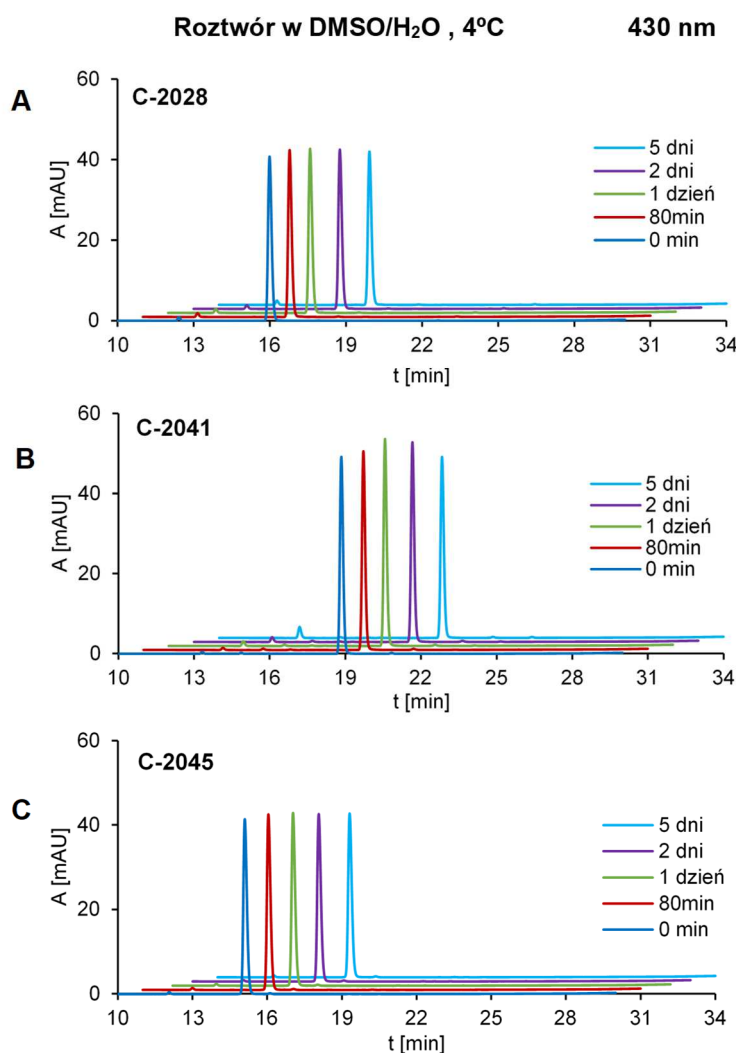 Roztwór w DMSO/H₂O , 4ºC 430 nm
A
C-2028
60
40
20
0
A [mAU]
5 dni
2 dni
1 dzień
80min
0 min
10 13 16 19 22 25 28 31 34
t [min]
B
C-2041
60
40
20
0
A [mAU]
5 dni
2 dni
1 dzień
80min
0 min
10 13 16 19 22 25 28 31 34
t [min]
C
C-2045
60
40
20
0
A [mAU]
5 dni
2 dni
1 dzień
80min
0 min
10 13 16 19 22 25 28 31 34
t [min]